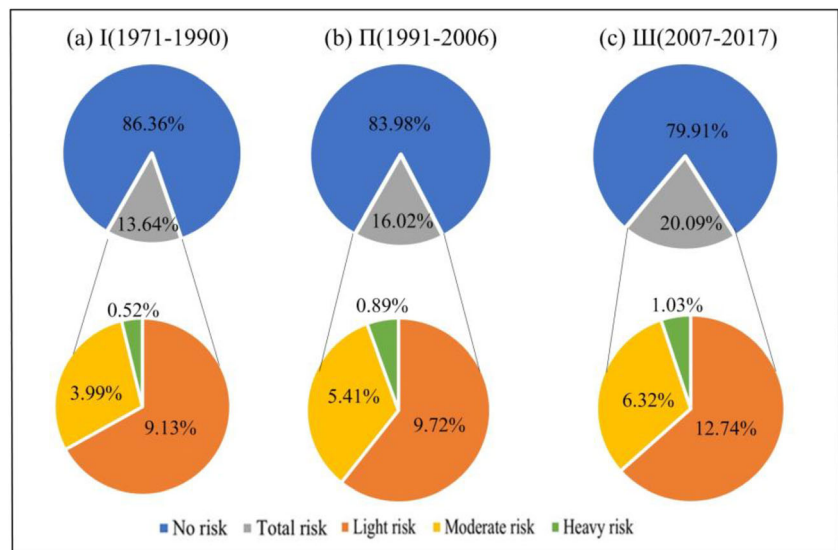 (a) I(1971-1990) (b) П(1991-2006) (c) Ш(2007-2017)
86.36% 83.98% 79.91%
13.64% 16.02% 20.09%
0.52% 0.89% 1.03%
3.99% 5.41% 6.32%
9.13% 9.72% 12.74%
No risk Total risk Light risk Moderate risk Heavy risk